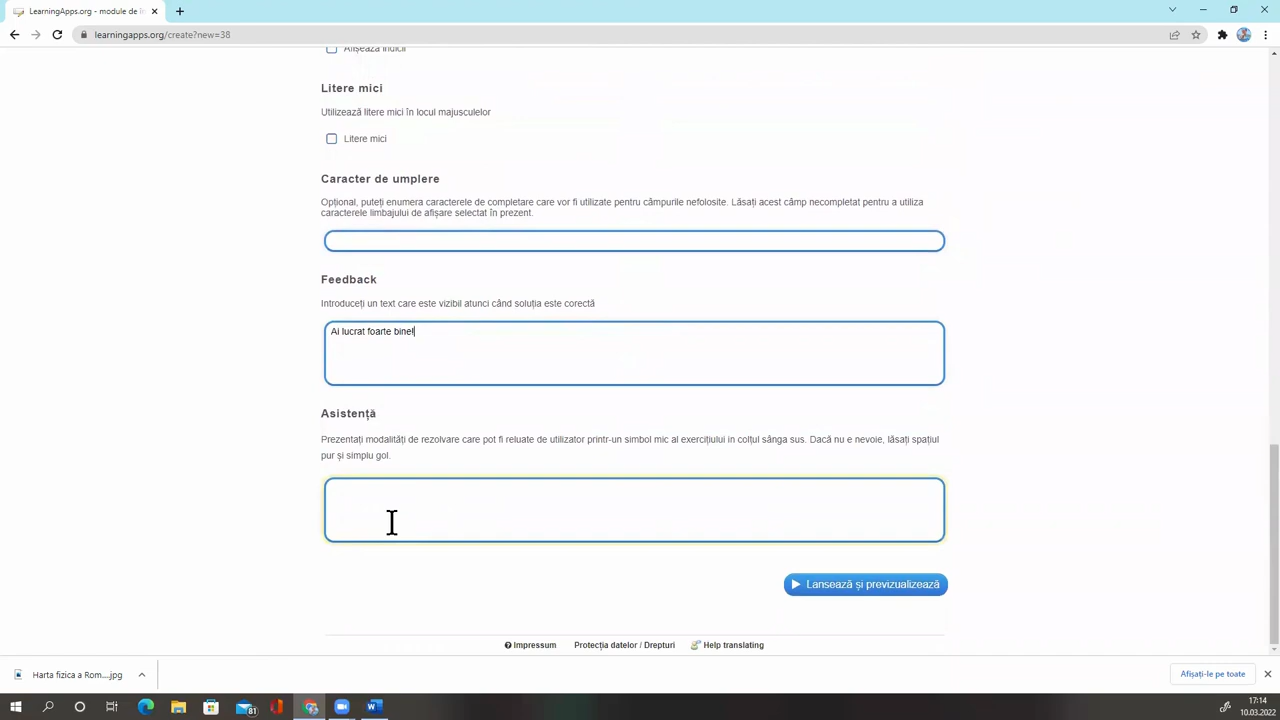 LearningApps.org - module de în
learningapps.org/create?new=38
Afișează indicii
Litere mici
Utilizează litere mici în locul majusculelor
Litere mici
Caracter de umplere
Opțional, puteți enumera caracterele de completare care vor fi utilizate pentru câmpurile nefolosite. Lăsați acest câmp necompletat pentru a utiliza
caracterele limbajului de afișare selectat în prezent.
Feedback
Introduceți un text care este vizibil atunci când soluția este corectă
Ai lucrat foarte bine!
Asistență
Prezentați modalități de rezolvare care pot fi reluate de utilizator printr-un simbol mic al exercițiului in colțul sânga sus. Dacă nu e nevoie, lăsați spațiul
pur și simplu gol.
Lansează și previzualizează
Impressum Protecția datelor / Drepturi Help translating
Harta fizica a Rom....jpg
Afișați-le pe toate
81
17:14
10.03.2022